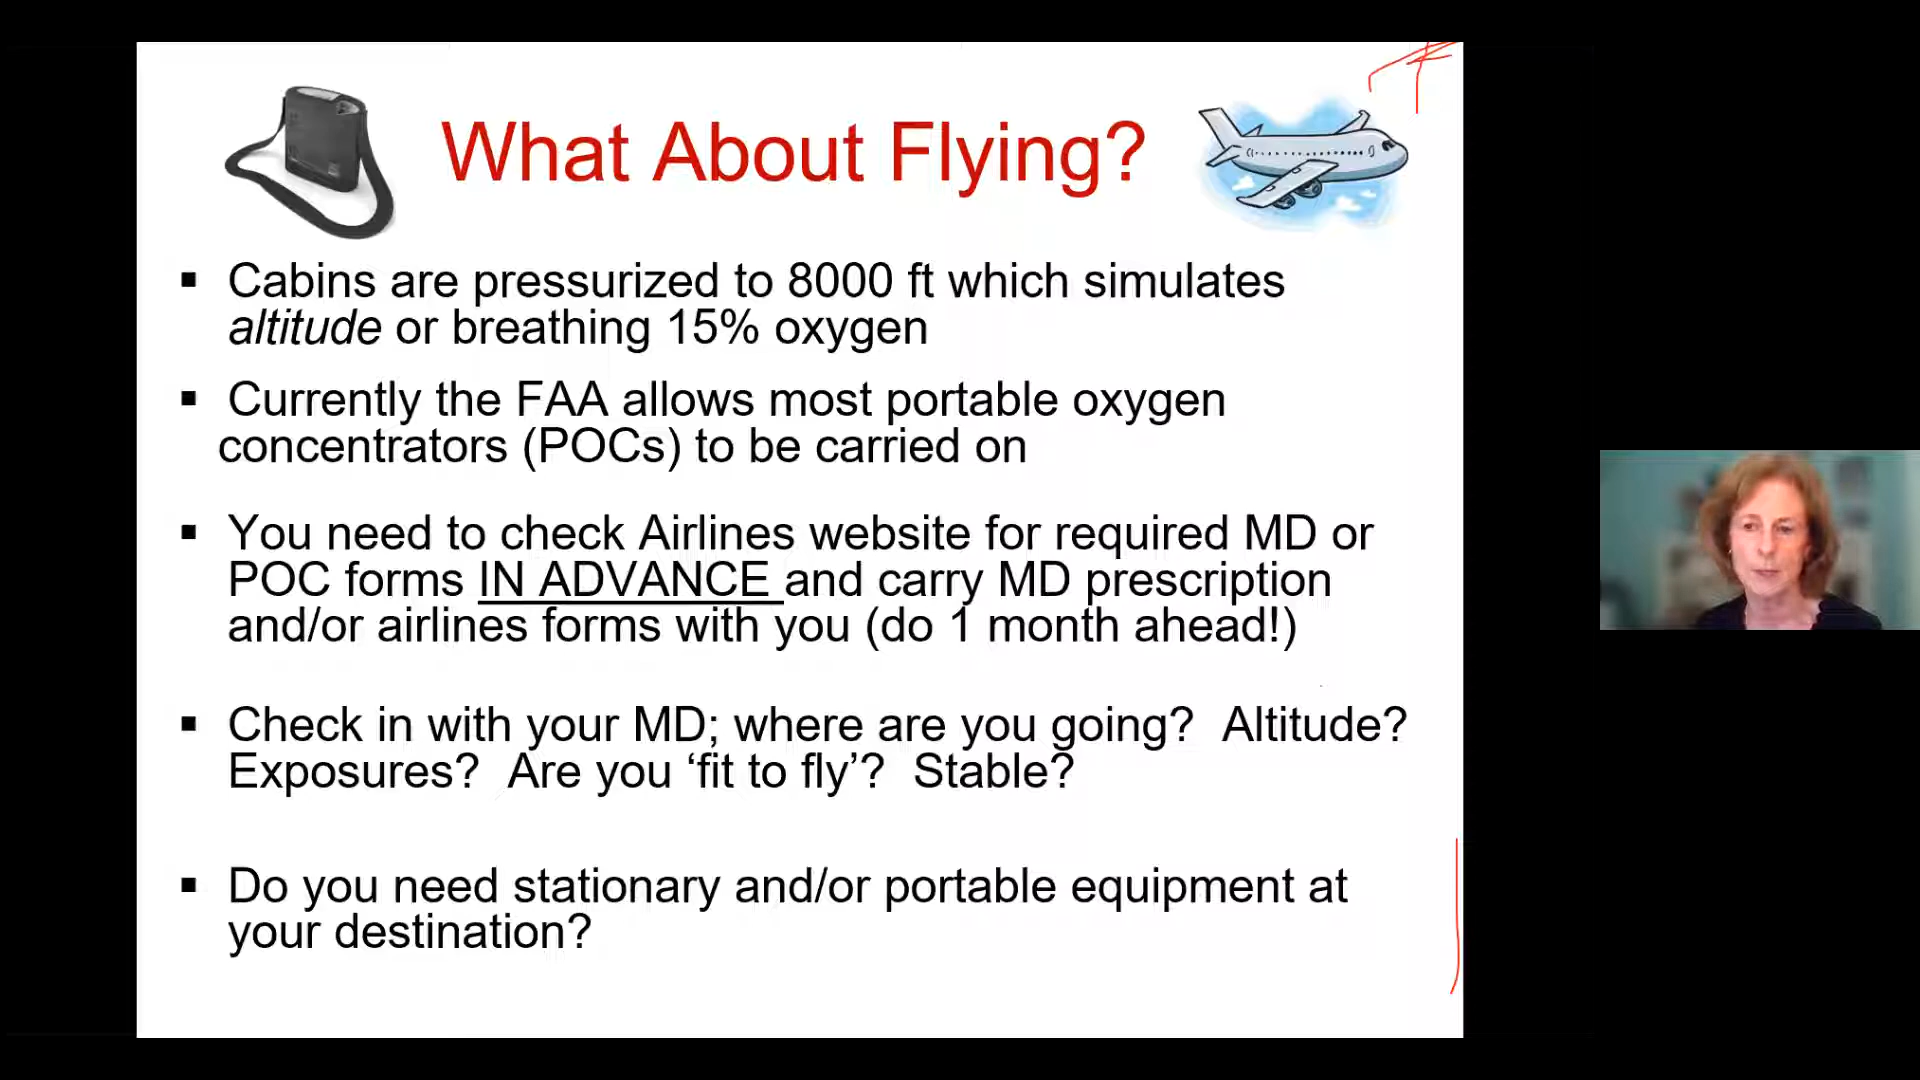 What About Flying?
▪ Cabins are pressurized to 8000 ft which simulates
altitude or breathing 15% oxygen
▪ Currently the FAA allows most portable oxygen
concentrators (POCs) to be carried on
▪ You need to check Airlines website for required MD or
POC forms IN ADVANCE and carry MD prescription
and/or airlines forms with you (do 1 month ahead!)
▪ Check in with your MD; where are you going? Altitude?
Exposures? Are you ‘fit to fly’? Stable?
▪ Do you need stationary and/or portable equipment at
your destination?